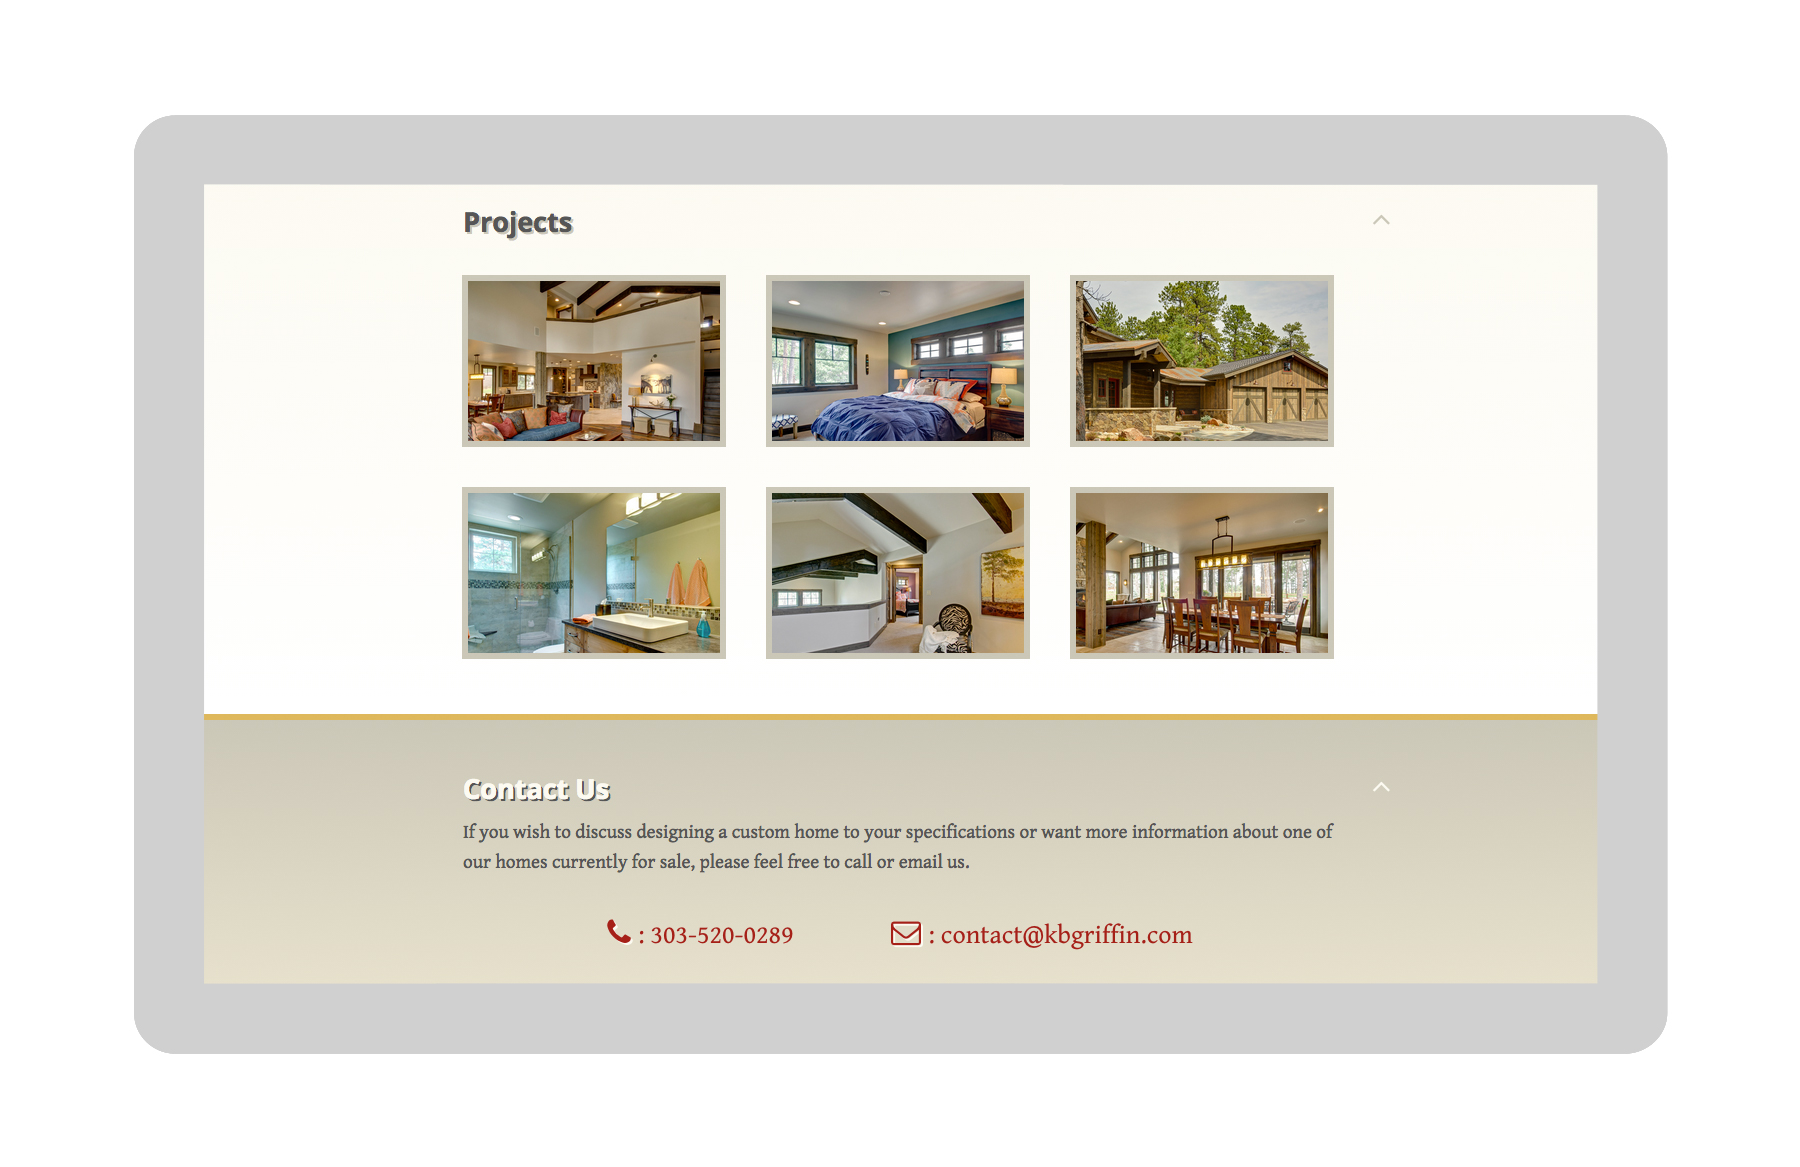 Projects
Contact Us
If you wish to discuss designing a custom home to your specifications or want more information about one of
our homes currently for sale, please feel free to call or email us.
: 303-520-0289
: contact@kbgriffin.com